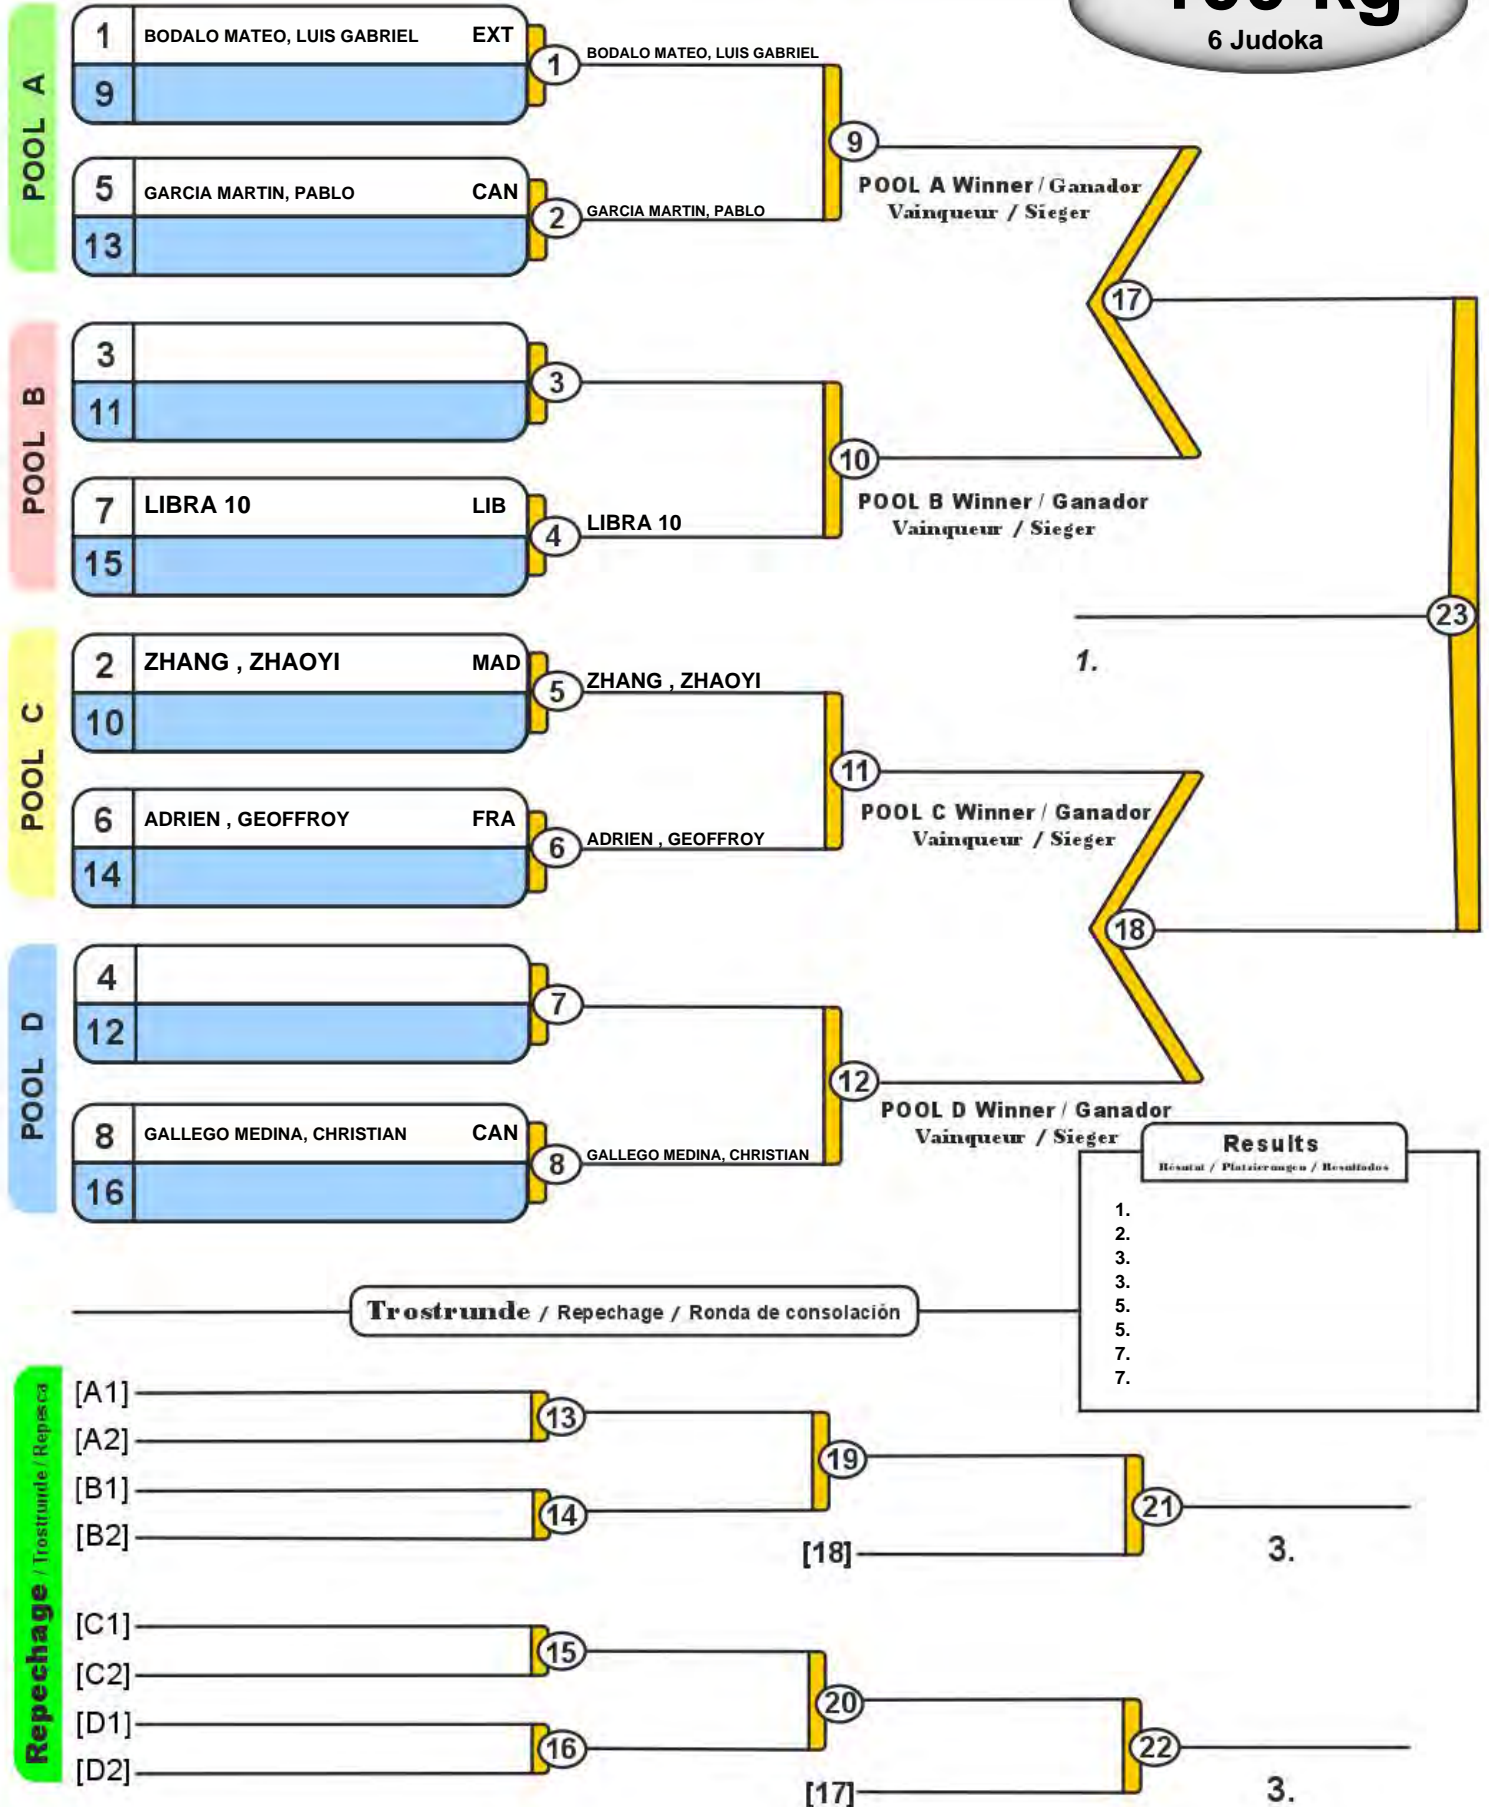 6 Judoka
POOL A
1 BODALO MATEO, LUIS GABRIEL EXT
9
1
BODALO MATEO, LUIS GABRIEL
5 GARCIA MARTIN, PABLO CAN
13
2
GARCIA MARTIN, PABLO
9
POOL A Winner / Ganador
Vainqueur / Sieger
17
POOL B
3
11
3
7 LIBRA 10 LIB
15
4
LIBRA 10
10
POOL B Winner / Ganador
Vainqueur / Sieger
23
1.
POOL C
2 ZHANG , ZHAOYI MAD
10
5
ZHANG , ZHAOYI
6 ADRIEN , GEOFFROY FRA
14
6
ADRIEN , GEOFFROY
11
POOL C Winner / Ganador
Vainqueur / Sieger
18
POOL D
4
12
7
8 GALLEGO MEDINA, CHRISTIAN CAN
16
8
GALLEGO MEDINA, CHRISTIAN
12
POOL D Winner / Ganador
Vainqueur / Sieger
Results
Résutat / Platzierungen / Resultados
1.
2.
3.
3.
5.
5.
7.
7.
Trostrunde / Repechage / Ronda de consolación
Repechage / Trostrunde / Repesca
[A1]
[A2]
13
[B1]
[B2]
14
19
[18]
21
3.
[C1]
[C2]
15
[D1]
[D2]
16
20
[17]
22
3.